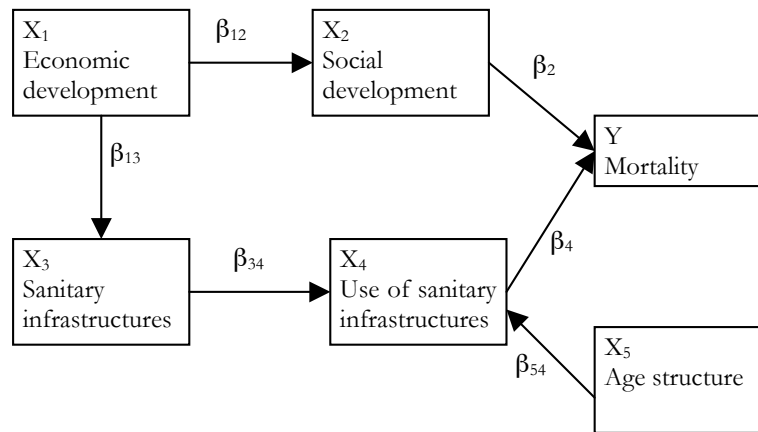 X₁
Economic
development
β₁₂
X₂
Social
development
β₂
Y
Mortality
β₁₃
X₃
Sanitary
infrastructures
β₃₄
X₄
Use of sanitary
infrastructures
β₄
β₅₄
X₅
Age structure